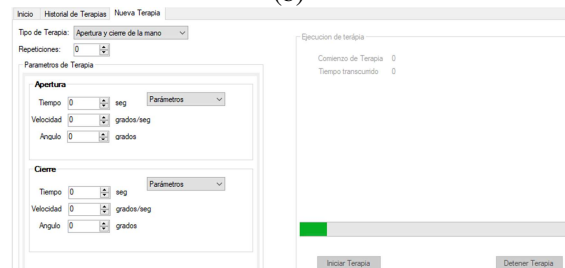 Inicio Historial de Terapias Nueva Terapia
Tipo de Terapia: Apertura y cierre de la mano
Repeticiones: 0
Parametros de Terapia
Apertura
Tiempo 0 seg Parámetros
Velocidad 0 grados/seg
Angulo 0 grados
Cierre
Tiempo 0 seg Parámetros
Velocidad 0 grados/seg
Angulo 0 grados
Ejecucion de terápia
Comienzo de Terapia 0
Tiempo transcurrido 0
Iniciar Terapia Detener Terapia